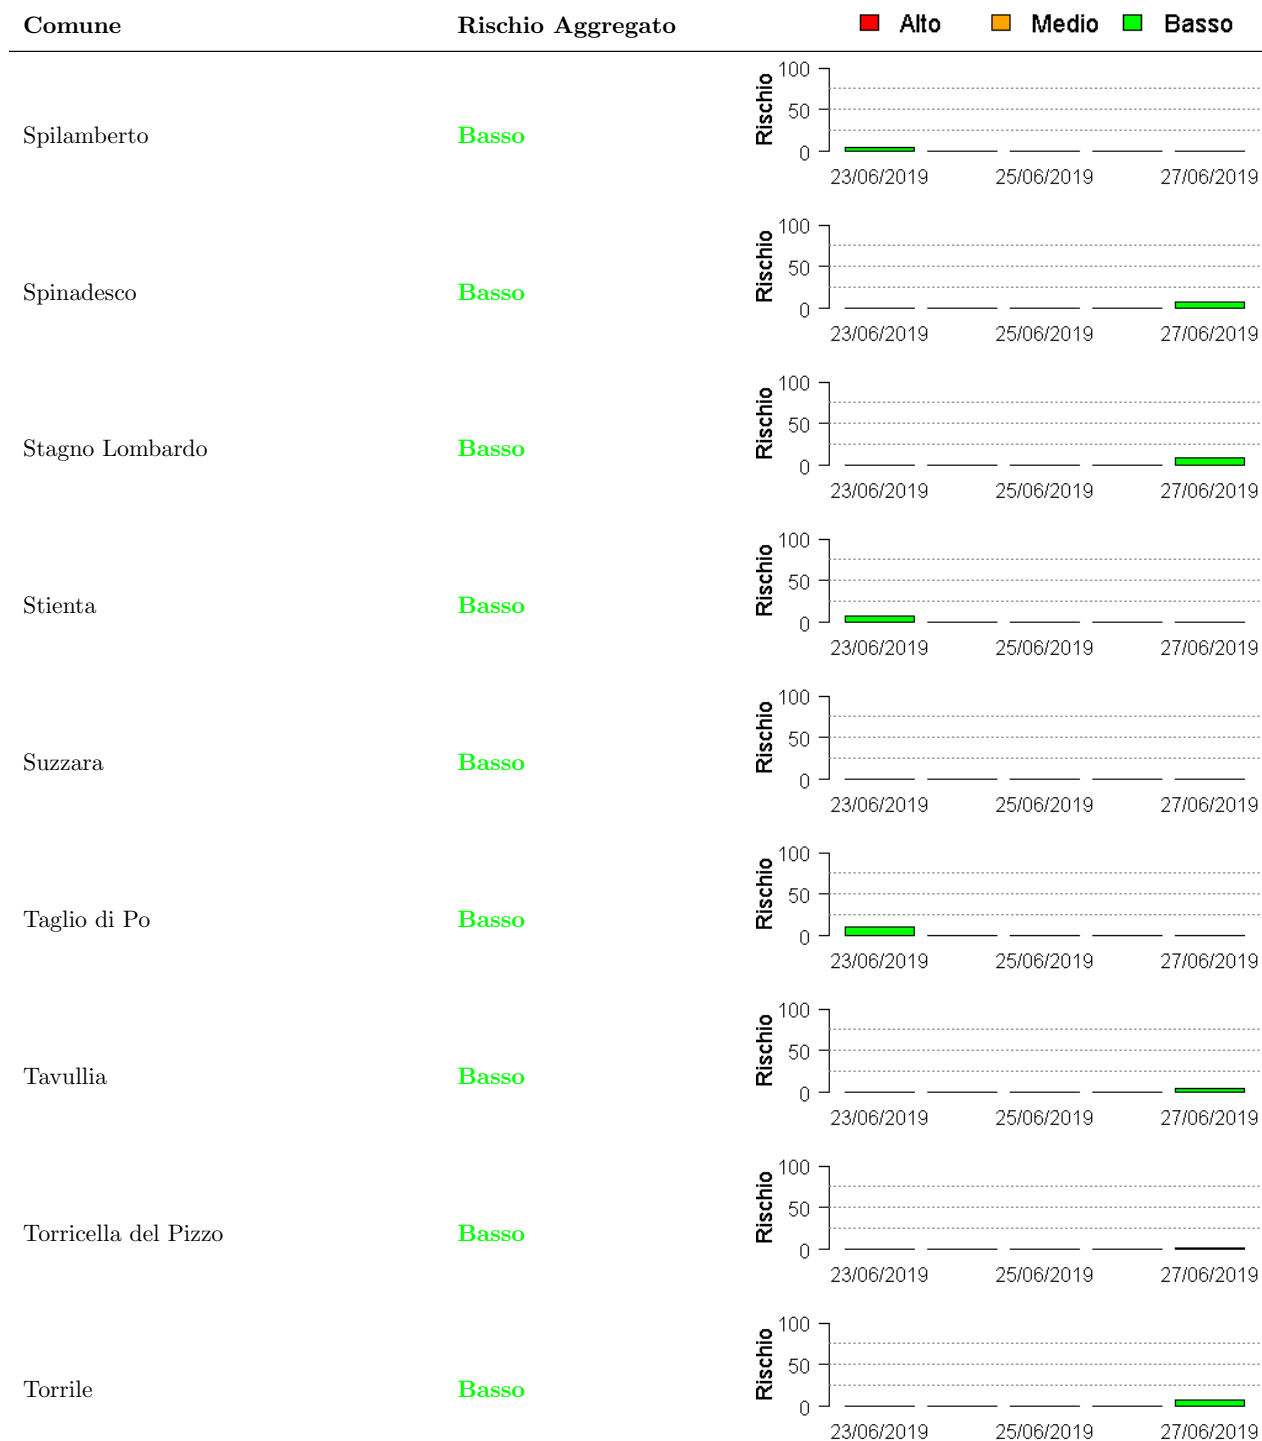 Comune Rischio Aggregato Alto Medio Basso
Spilamberto Basso
Rischio
100
50
0
23/06/2019 25/06/2019 27/06/2019
Spinadesco Basso
Rischio
100
50
0
23/06/2019 25/06/2019 27/06/2019
Stagno Lombardo Basso
Rischio
100
50
0
23/06/2019 25/06/2019 27/06/2019
Stienta Basso
Rischio
100
50
0
23/06/2019 25/06/2019 27/06/2019
Suzzara Basso
Rischio
100
50
0
23/06/2019 25/06/2019 27/06/2019
Taglio di Po Basso
Rischio
100
50
0
23/06/2019 25/06/2019 27/06/2019
Tavullia Basso
Rischio
100
50
0
23/06/2019 25/06/2019 27/06/2019
Torricella del Pizzo Basso
Rischio
100
50
0
23/06/2019 25/06/2019 27/06/2019
Torrile Basso
Rischio
100
50
0
23/06/2019 25/06/2019 27/06/2019